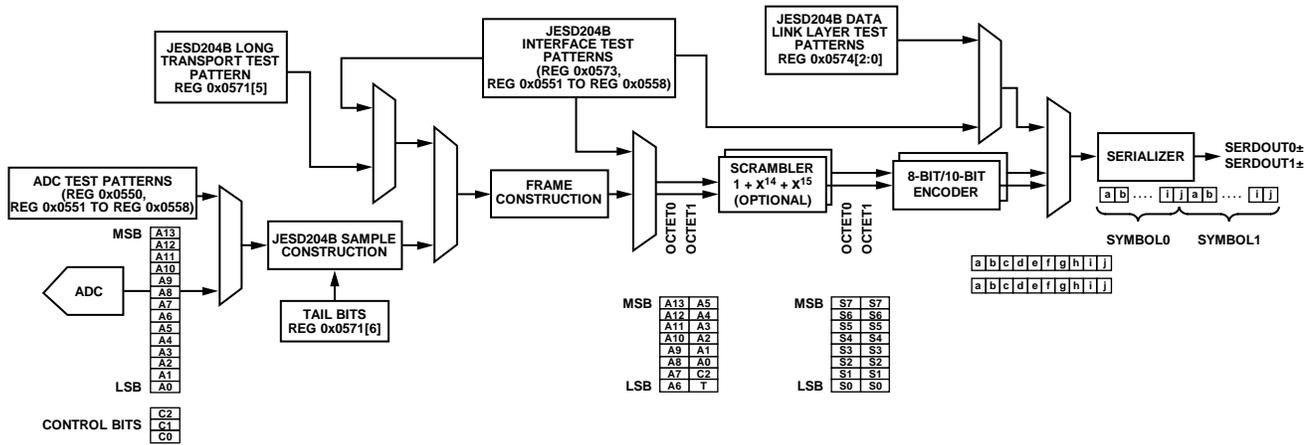 JESD204B LONG
TRANSPORT TEST
PATTERN
REG 0x0571[5]
JESD204B
INTERFACE TEST
PATTERNS
(REG 0x0573,
REG 0x0551 TO REG 0x0558)
JESD204B DATA
LINK LAYER TEST
PATTERNS
REG 0x0574[2:0]
ADC TEST PATTERNS
(REG 0x0550,
REG 0x0551 TO REG 0x0558)
JESD204B SAMPLE
CONSTRUCTION
TAIL BITS
REG 0x0571[6]
FRAME
CONSTRUCTION
SCRAMBLER
1 + X14 + X15
(OPTIONAL)
8-BIT/10-BIT
ENCODER
SERIALIZER
SERDOUT0±
SERDOUT1±
a b .... i j a b .... i j
SYMBOL0 SYMBOL1
a b c d e f g h i j
a b c d e f g h i j
OCTET0
OCTET1
OCTET0
OCTET1
ADC
MSB A13
A12
A11
A10
A9
A8
A7
A6
A5
A4
A3
A2
A1
LSB A0
CONTROL BITS
C2
C1
C0
MSB A13 A5
A12 A4
A11 A3
A10 A2
A9 A1
A8 A0
A7 C2
LSB A6 T
MSB S7 S7
S6 S6
S5 S5
S4 S4
S3 S3
S2 S2
S1 S1
LSB S0 S0